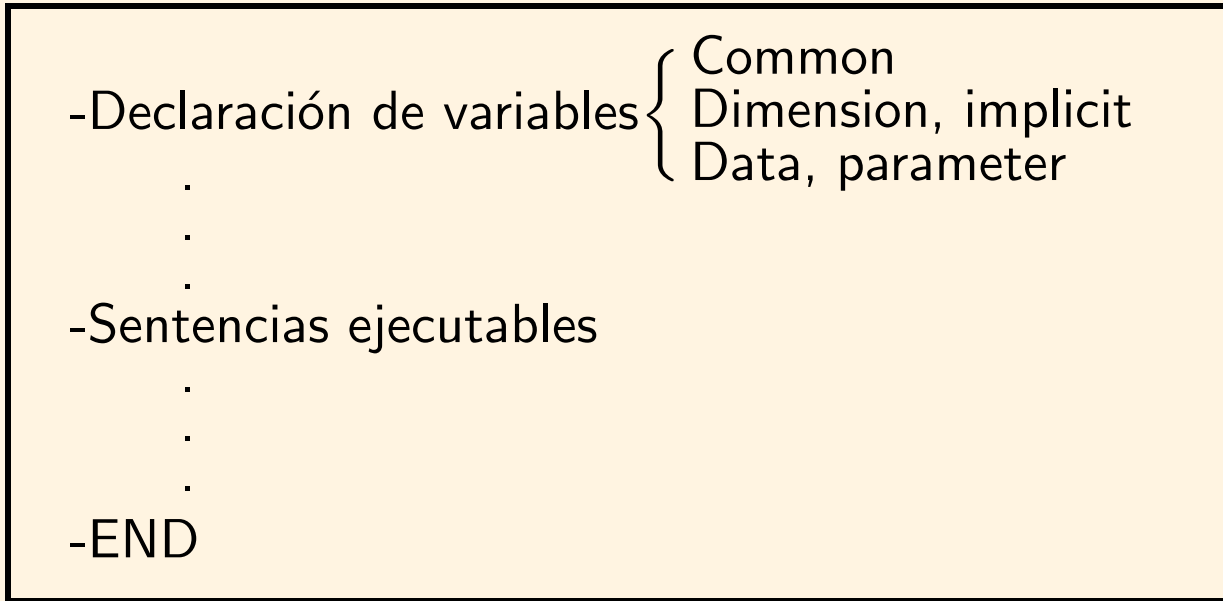 -Declaración de variables { Common
Dimension, implicit
Data, parameter
.
.
.
-Sentencias ejecutables
.
.
.
-END